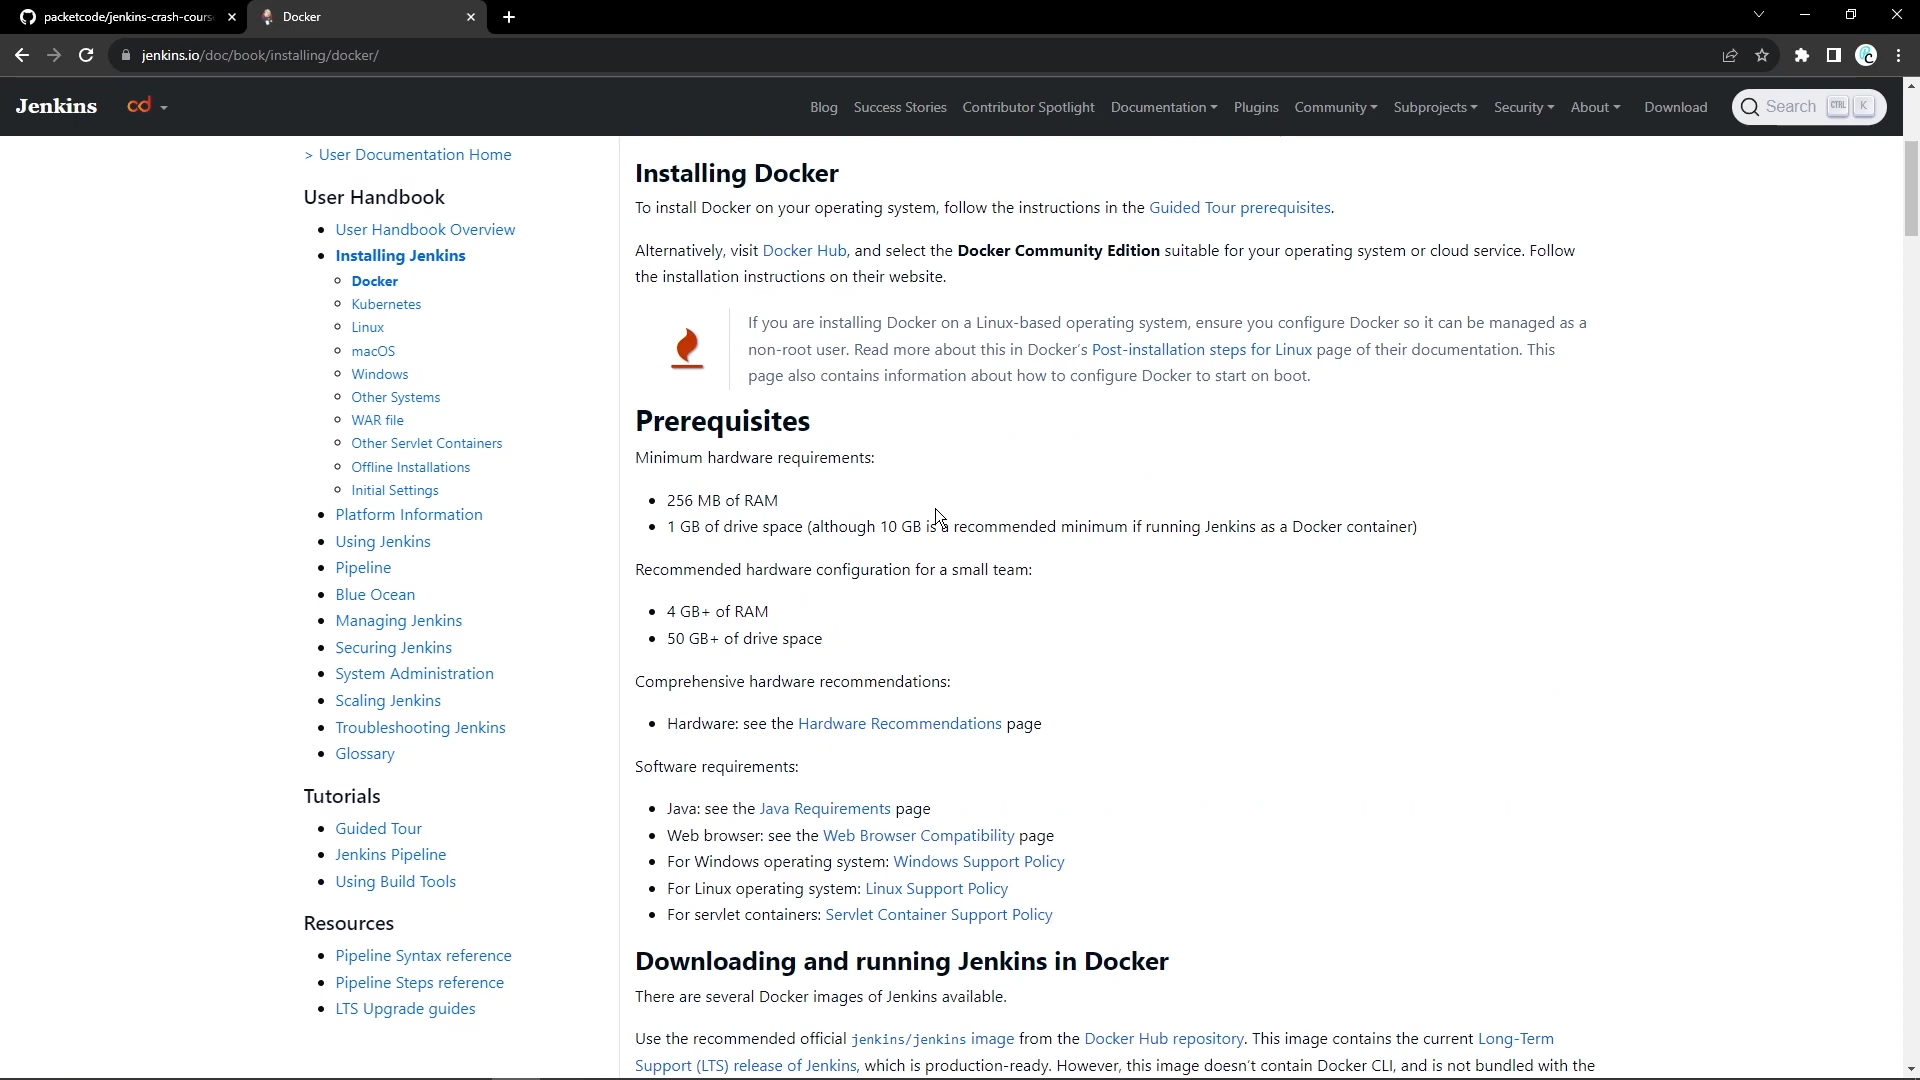 packetcode/jenkins-crash-cours
Docker
jenkins.io/doc/book/installing/docker/
Jenkins
cd
Blog
Success Stories
Contributor Spotlight
Documentation
Plugins
Community
Subprojects
Security
About
Download
Search
CTRL
K
> User Documentation Home
User Handbook
User Handbook Overview
Installing Jenkins
Docker
Kubernetes
Linux
macOS
Windows
Other Systems
WAR file
Other Servlet Containers
Offline Installations
Initial Settings
Platform Information
Using Jenkins
Pipeline
Blue Ocean
Managing Jenkins
Securing Jenkins
System Administration
Scaling Jenkins
Troubleshooting Jenkins
Glossary
Tutorials
Guided Tour
Jenkins Pipeline
Using Build Tools
Resources
Pipeline Syntax reference
Pipeline Steps reference
LTS Upgrade guides
Installing Docker
To install Docker on your operating system, follow the instructions in the Guided Tour prerequisites.
Alternatively, visit Docker Hub, and select the Docker Community Edition suitable for your operating system or cloud service. Follow
the installation instructions on their website.
If you are installing Docker on a Linux-based operating system, ensure you configure Docker so it can be managed as a
non-root user. Read more about this in Docker's Post-installation steps for Linux page of their documentation. This
page also contains information about how to configure Docker to start on boot.
Prerequisites
Minimum hardware requirements:
256 MB of RAM
1 GB of drive space (although 10 GB is a recommended minimum if running Jenkins as a Docker container)
Recommended hardware configuration for a small team:
4 GB+ of RAM
50 GB+ of drive space
Comprehensive hardware recommendations:
Hardware: see the Hardware Recommendations page
Software requirements:
Java: see the Java Requirements page
Web browser: see the Web Browser Compatibility page
For Windows operating system: Windows Support Policy
For Linux operating system: Linux Support Policy
For servlet containers: Servlet Container Support Policy
Downloading and running Jenkins in Docker
There are several Docker images of Jenkins available.
Use the recommended official jenkins/jenkins image from the Docker Hub repository. This image contains the current Long-Term
Support (LTS) release of Jenkins, which is production-ready. However, this image doesn't contain Docker CLI, and is not bundled with the